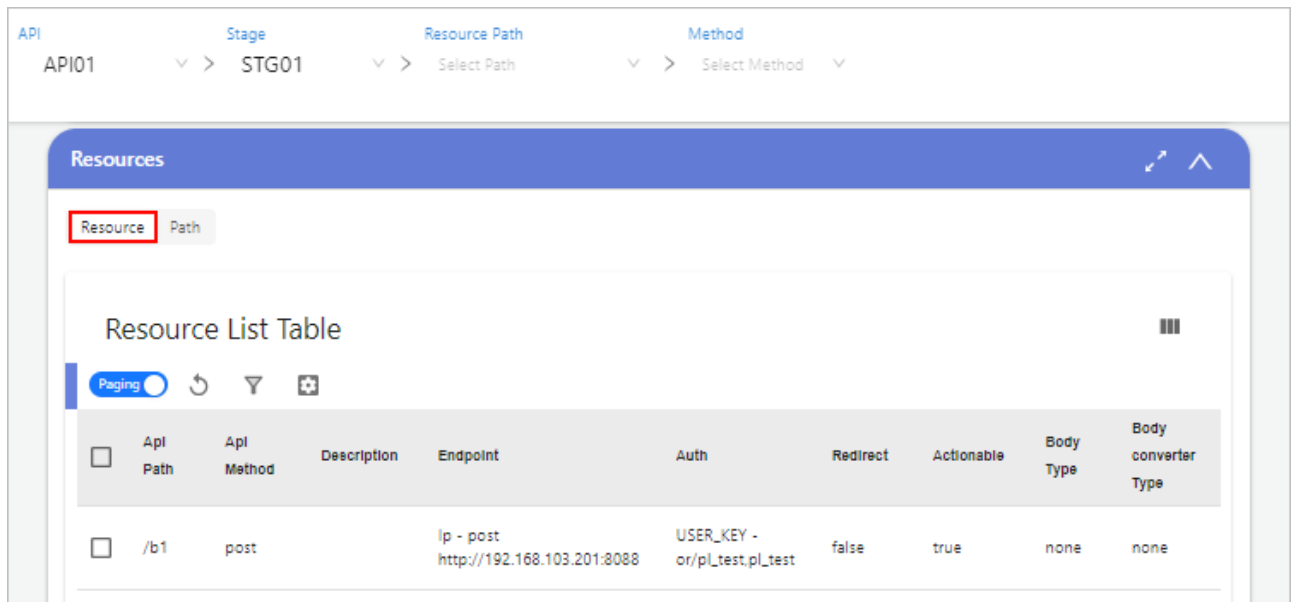 API Stage Resource Path Method
API01 > STG01 > Select Path > Select Method
Resources
Resource Path
Resource List Table
Paging
Api Path Api Method Description Endpoint Auth Redirect Actionable Body Type Body converter Type
/b1 post Ip - post http://192.168.103.201:8088 USER_KEY - or/pl_test,pl_test false true none none